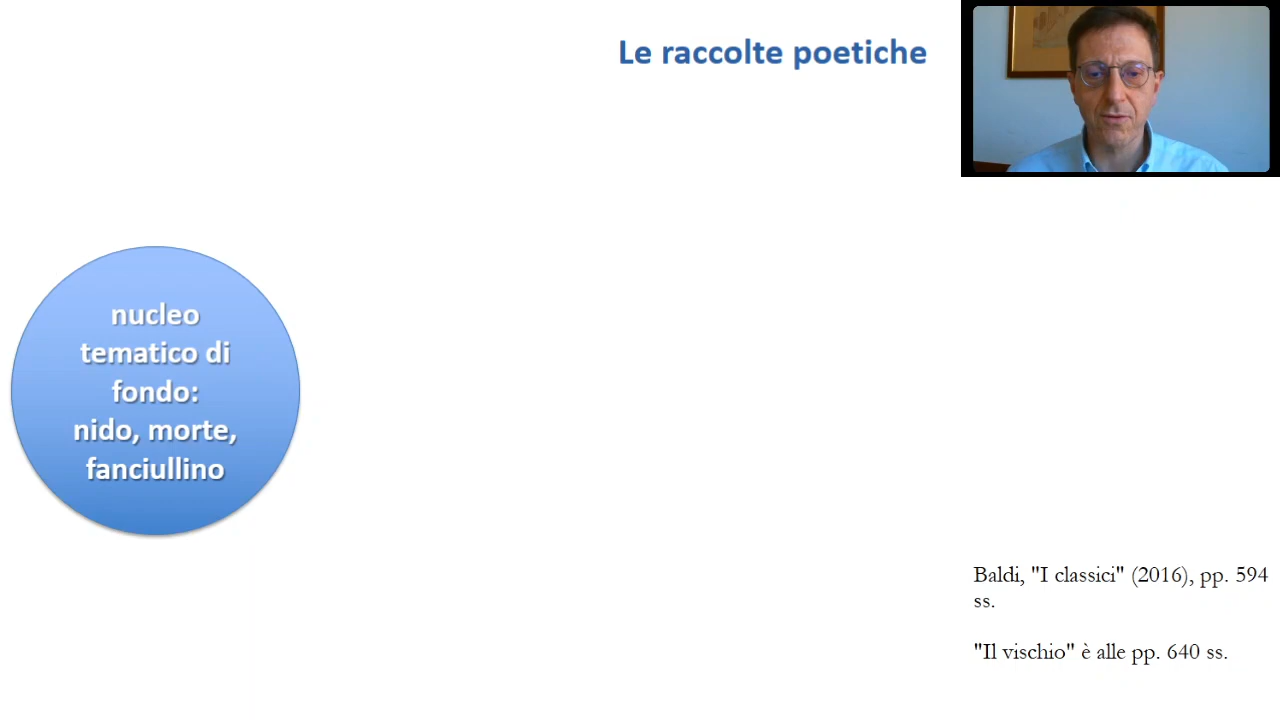 Le raccolte poetiche
nucleo
tematico di
fondo:
nido, morte,
fanciullino
Baldi, "I classici" (2016), pp. 594
ss.
"Il vischio" è alle pp. 640 ss.